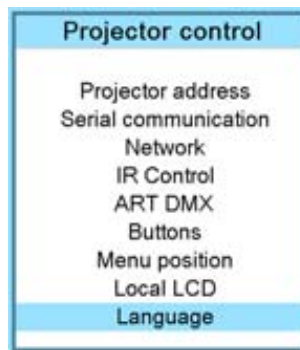 Projector control
Projector address
Serial communication
Network
IR Control
ART DMX
Buttons
Menu position
Local LCD
Language